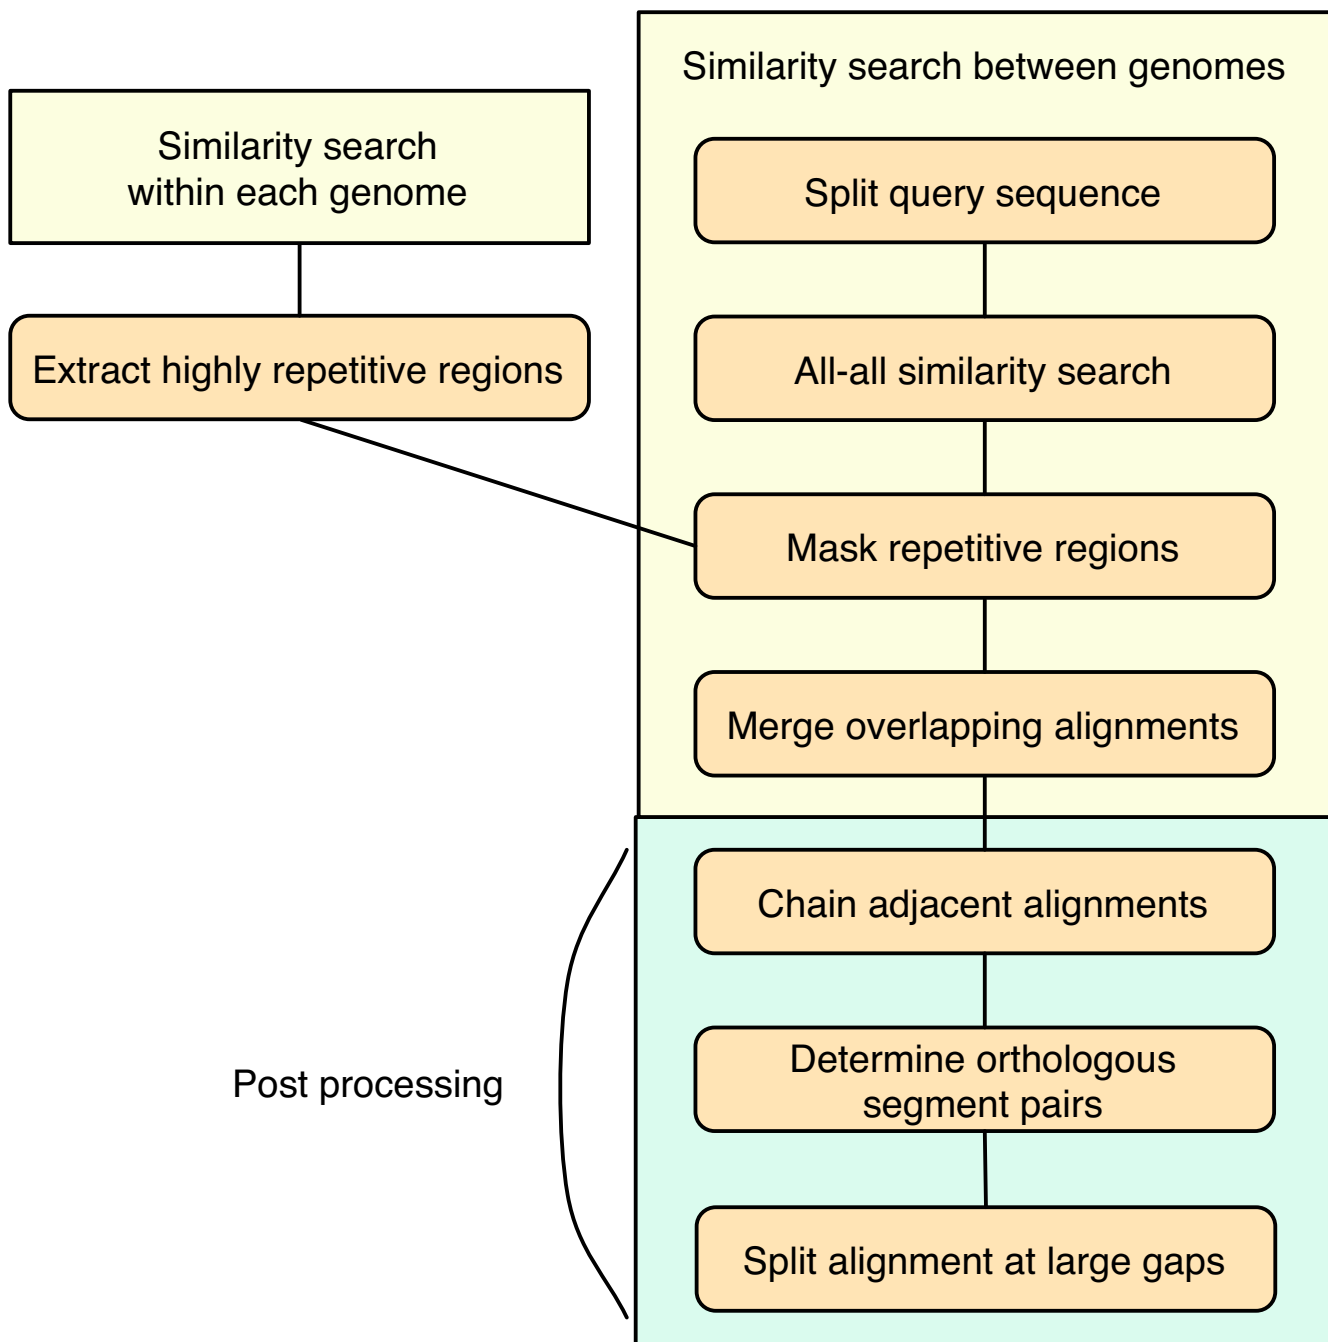 Similarity search between genomes
Similarity search
within each genome
Split query sequence
Extract highly repetitive regions
All-all similarity search
Mask repetitive regions
Merge overlapping alignments
Chain adjacent alignments
Post processing
Determine orthologous
segment pairs
Split alignment at large gaps